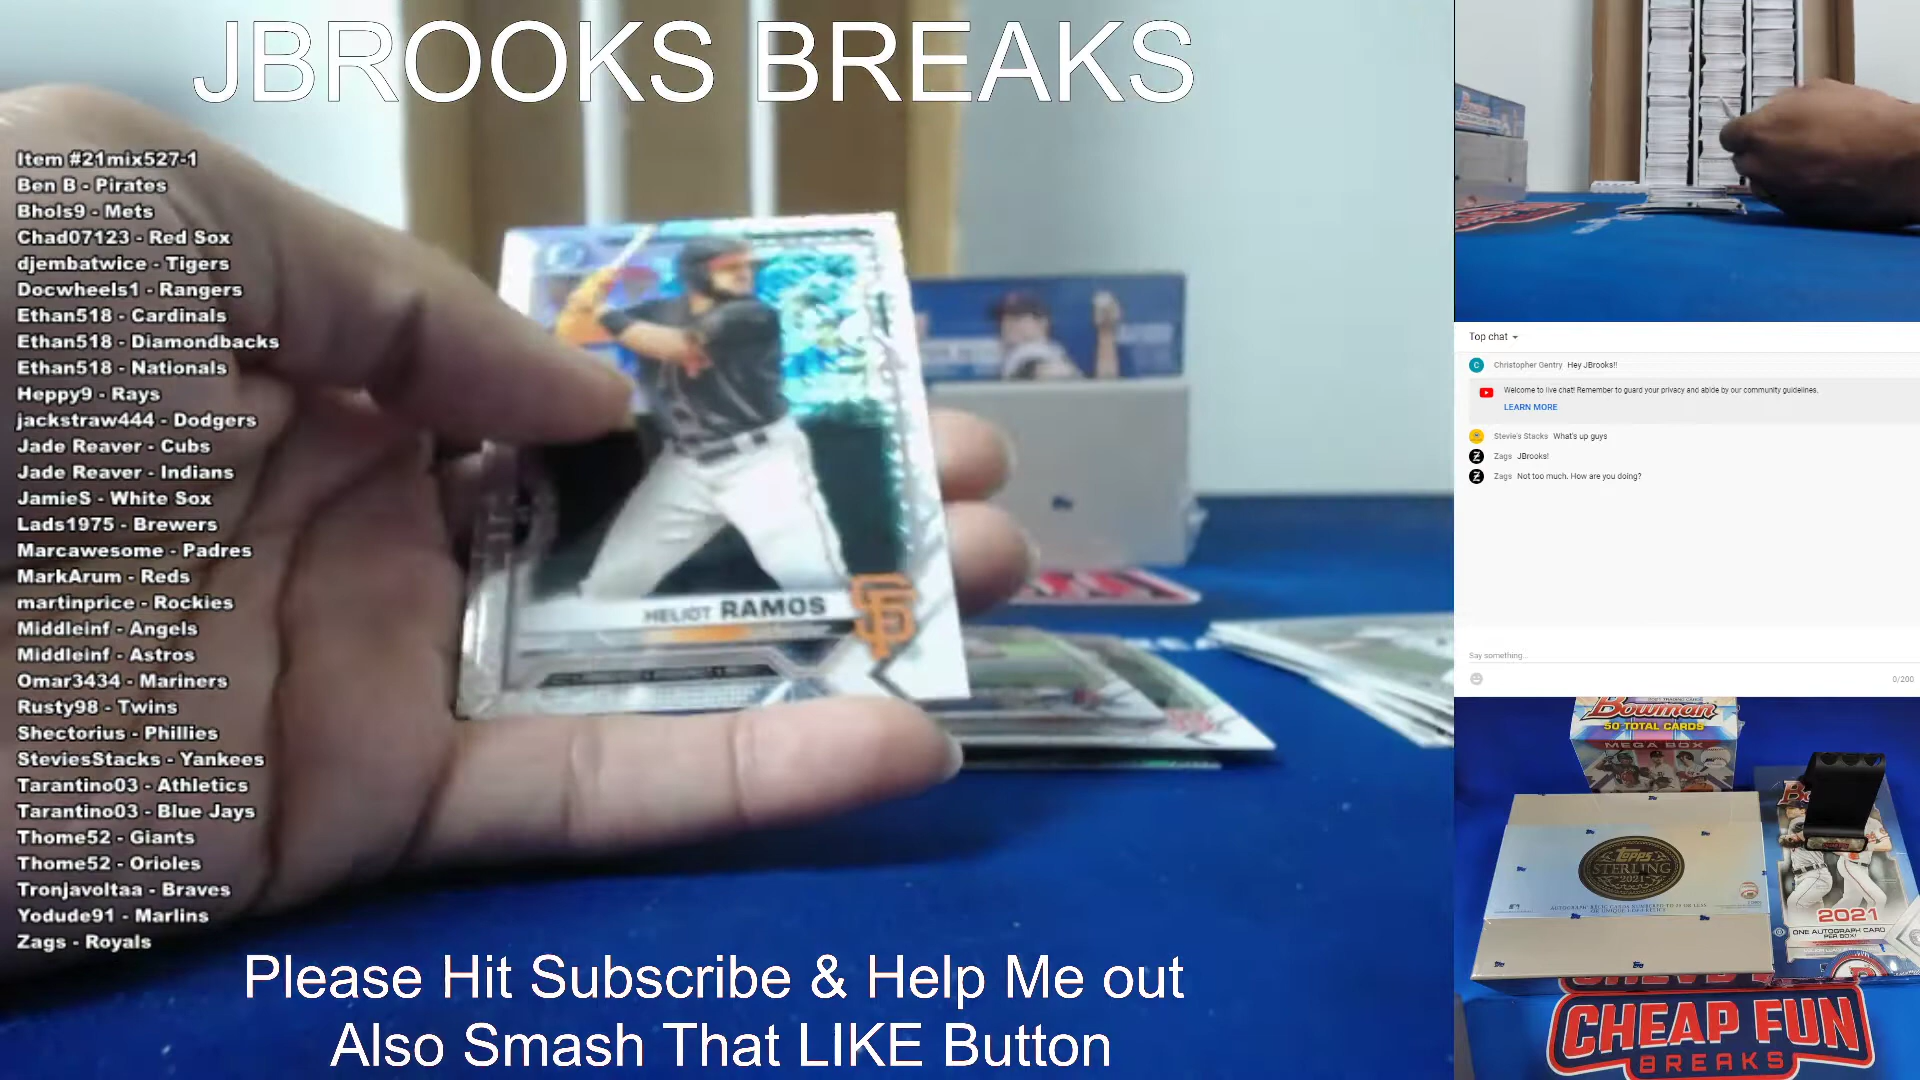 JBROOKS BREAKS
Item #21mix527-1
Ben B - Pirates
Bhols9 - Mets
Chad07123 - Red Sox
djembatwice - Tigers
Docwheels1 - Rangers
Ethan518 - Cardinals
Ethan518 - Diamondbacks
Ethan518 - Nationals
Heppy9 - Rays
jackstraw444 - Dodgers
Jade Reaver - Cubs
Jade Reaver - Indians
JamieS - White Sox
Lads1975 - Brewers
Marcawesome - Padres
MarkArum - Reds
martinprice - Rockies
Middleinf - Angels
Middleinf - Astros
Omar3434 - Mariners
Rusty98 - Twins
Shectorius - Phillies
SteviesStacks - Yankees
Tarantino03 - Athletics
Tarantino03 - Blue Jays
Thome52 - Giants
Thome52 - Orioles
Tronjavoltaa - Braves
Yodude91 - Marlins
Zags - Royals
HELIOT RAMOS
SF
Please Hit Subscribe & Help Me out
Also Smash That LIKE Button
Top chat
C Christopher Gentry Hey JBrooks!!
Welcome to live chat! Remember to guard your privacy and abide by our community guidelines.
LEARN MORE
Stevie's Stacks What's up guys
Z Zags JBrooks!
Z Zags Not too much. How are you doing?
Say something...
0/200
Bowman
50 TOTAL CARDS
MEGA BOX
Topps
STERLING
2021
2021
ONE AUTOGRAPH CARD
PER BOX!
CHEAP FUN
BREAKS